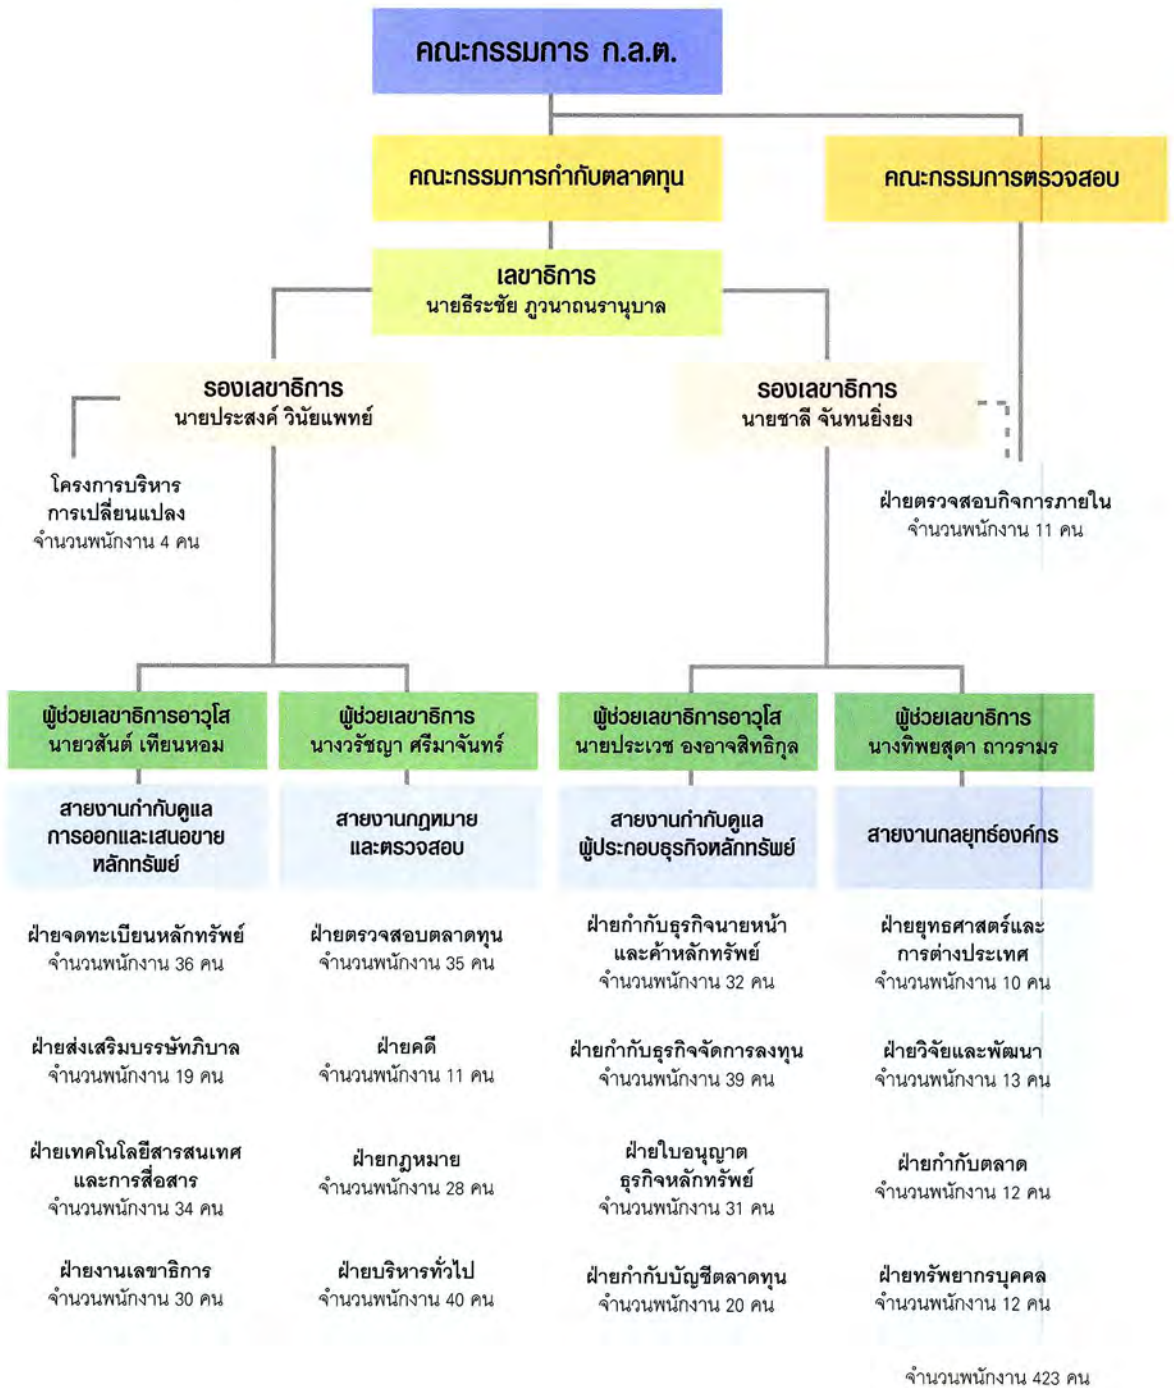 คณะกรรมการ ก.ล.ต.
คณะกรรมการกำกับตลาดทุน
คณะกรรมการตรวจสอบ
เลขาธิการ
นายธีระชัย ภูวนาถนรานุบาล
รองเลขาธิการ
นายประสงค์ วินัยแพทย์
รองเลขาธิการ
นายชาลี จันทนยิ่งยง
โครงการบริหาร
การเปลี่ยนแปลง
จำนวนพนักงาน 4 คน
ฝ่ายตรวจสอบกิจการภายใน
จำนวนพนักงาน 11 คน
ผู้ช่วยเลขาธิการอาวุโส
นายวสันต์ เทียนหอม
ผู้ช่วยเลขาธิการ
นางวรัชญา ศรีมาจันทร์
ผู้ช่วยเลขาธิการอาวุโส
นายประเวช องอาจสิทธิกุล
ผู้ช่วยเลขาธิการ
นางทิพยสุดา ถาวรามร
สายงานกำกับดูแล
การออกและเสนอขาย
หลักทรัพย์
สายงานกฎหมาย
และตรวจสอบ
สายงานกำกับดูแล
ผู้ประกอบธุรกิจหลักทรัพย์
สายงานกลยุทธ์องค์กร
ฝ่ายจดทะเบียนหลักทรัพย์
จำนวนพนักงาน 36 คน
ฝ่ายตรวจสอบตลาดทุน
จำนวนพนักงาน 35 คน
ฝ่ายกำกับธุรกิจนายหน้า
และค้าหลักทรัพย์
จำนวนพนักงาน 32 คน
ฝ่ายยุทธศาสตร์และ
การต่างประเทศ
จำนวนพนักงาน 10 คน
ฝ่ายส่งเสริมบรรษัทภิบาล
จำนวนพนักงาน 19 คน
ฝ่ายคดี
จำนวนพนักงาน 11 คน
ฝ่ายกำกับธุรกิจจัดการลงทุน
จำนวนพนักงาน 39 คน
ฝ่ายวิจัยและพัฒนา
จำนวนพนักงาน 13 คน
ฝ่ายเทคโนโลยีสารสนเทศ
และการสื่อสาร
จำนวนพนักงาน 34 คน
ฝ่ายกฎหมาย
จำนวนพนักงาน 28 คน
ฝ่ายใบอนุญาต
ธุรกิจหลักทรัพย์
จำนวนพนักงาน 31 คน
ฝ่ายกำกับตลาด
จำนวนพนักงาน 12 คน
ฝ่ายงานเลขาธิการ
จำนวนพนักงาน 30 คน
ฝ่ายบริหารทั่วไป
จำนวนพนักงาน 40 คน
ฝ่ายกำกับบัญชีตลาดทุน
จำนวนพนักงาน 20 คน
ฝ่ายทรัพยากรบุคคล
จำนวนพนักงาน 12 คน
จำนวนพนักงาน 423 คน